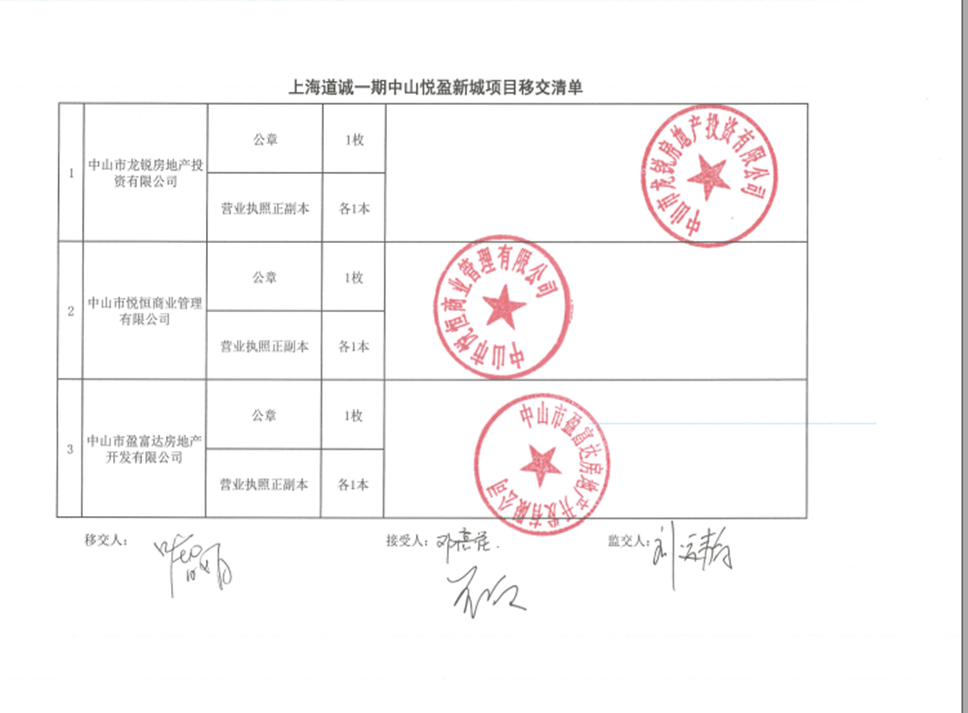 上海道诚一期中山悦盈新城项目移交清单
1
中山市龙锐房地产投
资有限公司
公章
1枚
营业执照正副本
各1本
中山市龙锐房地产投资有限公司
2
中山市悦恒商业管理
有限公司
公章
1枚
营业执照正副本
各1本
中山市悦恒商业管理有限公司
3
中山市盈富达房地产
开发有限公司
公章
1枚
营业执照正副本
各1本
中山市盈富达房地产开发有限公司
移交人：
接受人：
监交人：